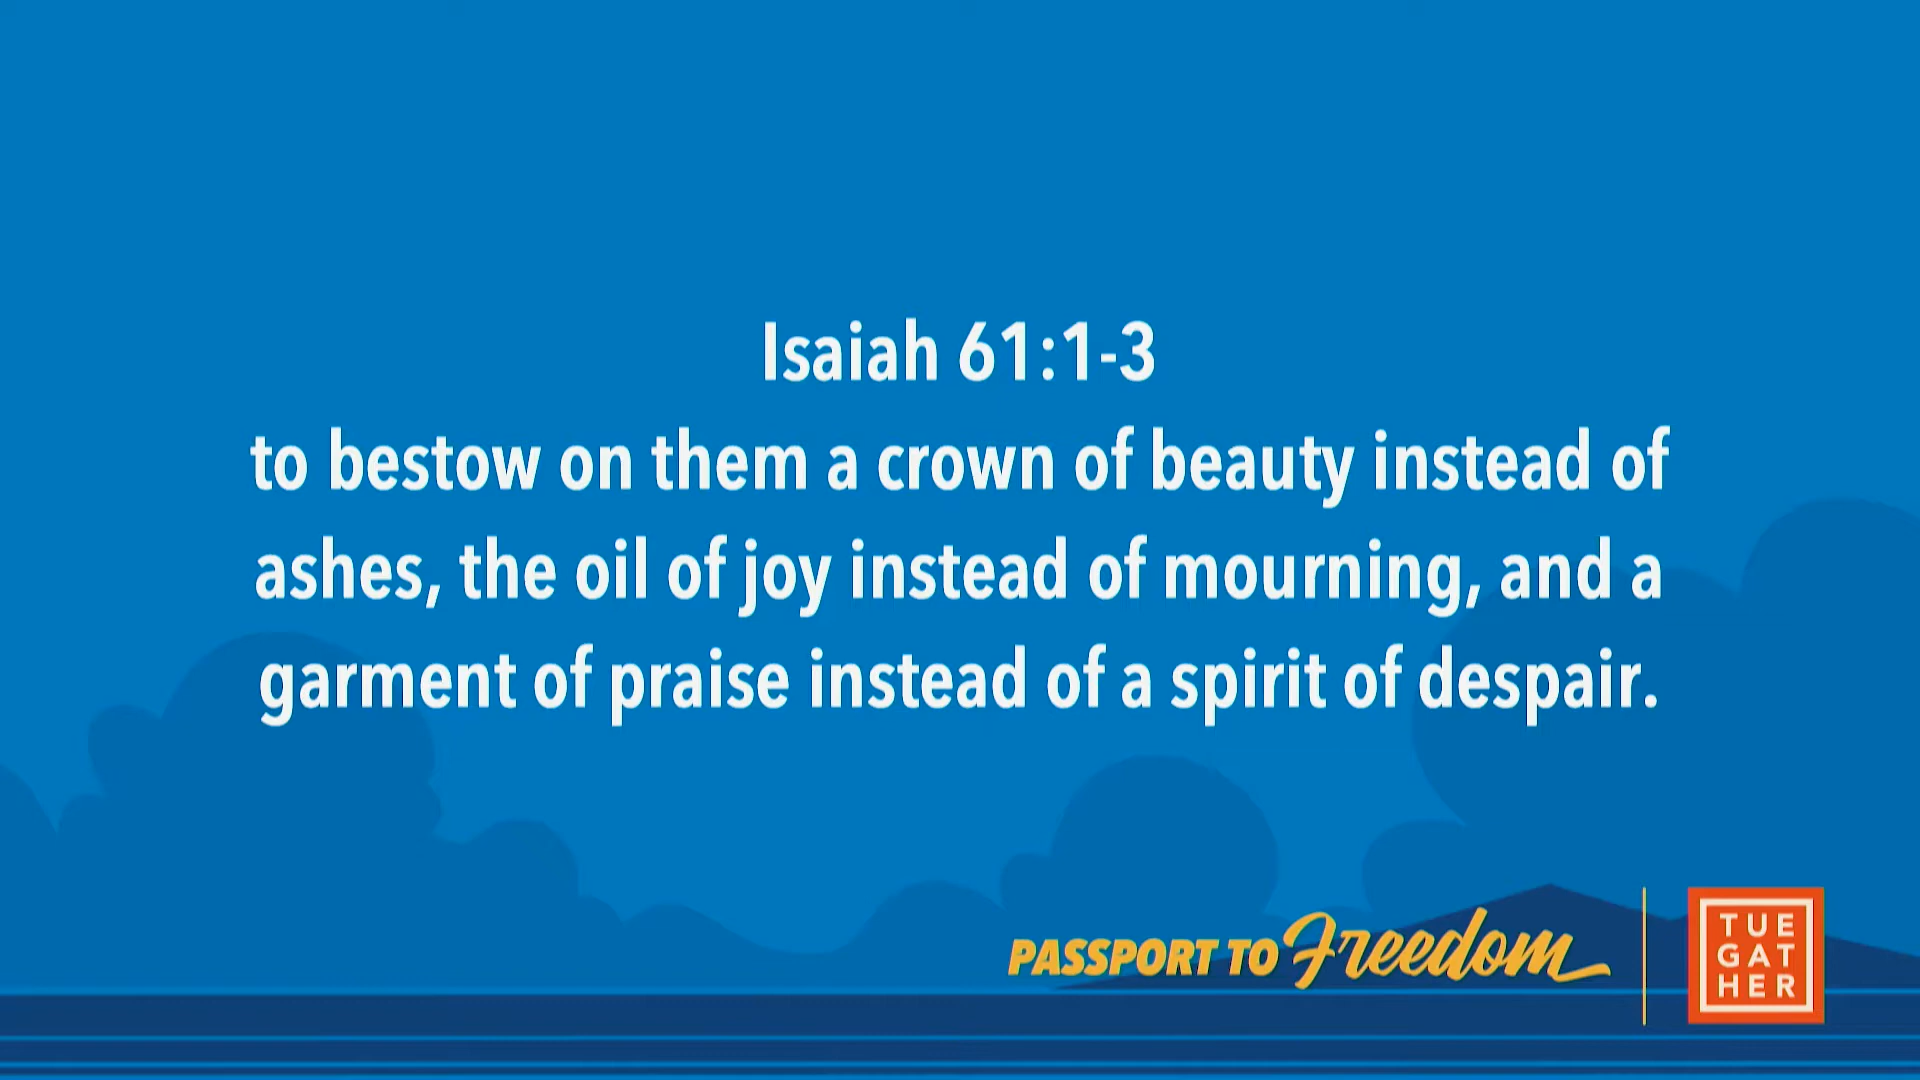 Isaiah 61:1-3
to bestow on them a crown of beauty instead of
ashes, the oil of joy instead of mourning, and a
garment of praise instead of a spirit of despair.
PASSPORT TO Freedom
TUE
GAT
HER